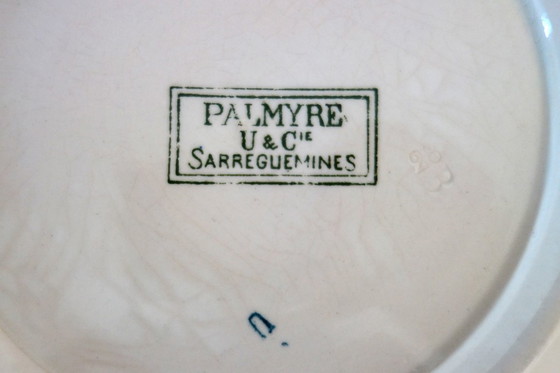 PALMYRE
U & CIE
SARREGUEMINES